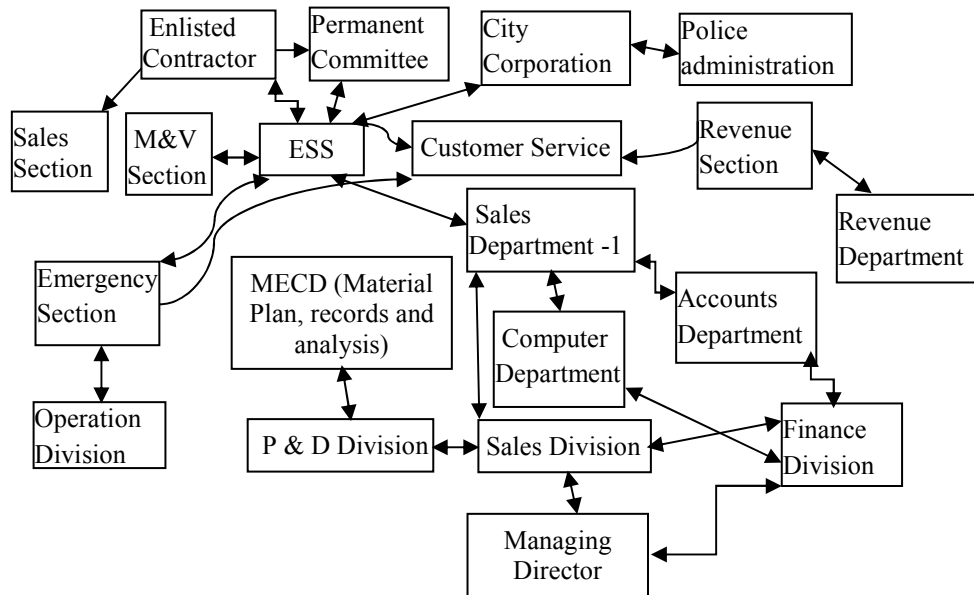 Enlisted
Contractor
Permanent
Committee
City
Corporation
Police
administration
Sales
Section
M&V
Section
ESS
Customer Service
Revenue
Section
Sales
Department -1
Revenue
Department
Emergency
Section
MECD (Material
Plan, records and
analysis)
Accounts
Department
Computer
Department
Operation
Division
P & D Division
Sales Division
Finance
Division
Managing
Director